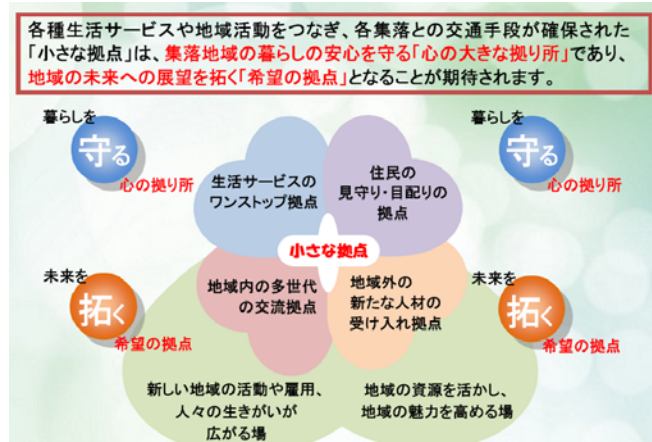 各種生活サービスや地域活動をつなぎ、各集落との交通手段が確保された
「小さな拠点」は、集落地域の暮らしの安心を守る「心の大きな拠り所」であり、
地域の未来への展望を拓く「希望の拠点」となることが期待されます。
暮らしを
守る
心の拠り所
生活サービスの
ワンストップ拠点
住民の
見守り・目配りの
拠点
暮らしを
守る
心の拠り所
小さな拠点
未来を
拓く
希望の拠点
地域内の多世代
の交流拠点
地域外の
新たな人材の
受け入れ拠点
未来を
拓く
希望の拠点
新しい地域の活動や雇用、
人々の生きがいが
広がる場
地域の資源を活かし、
地域の魅力を高める場